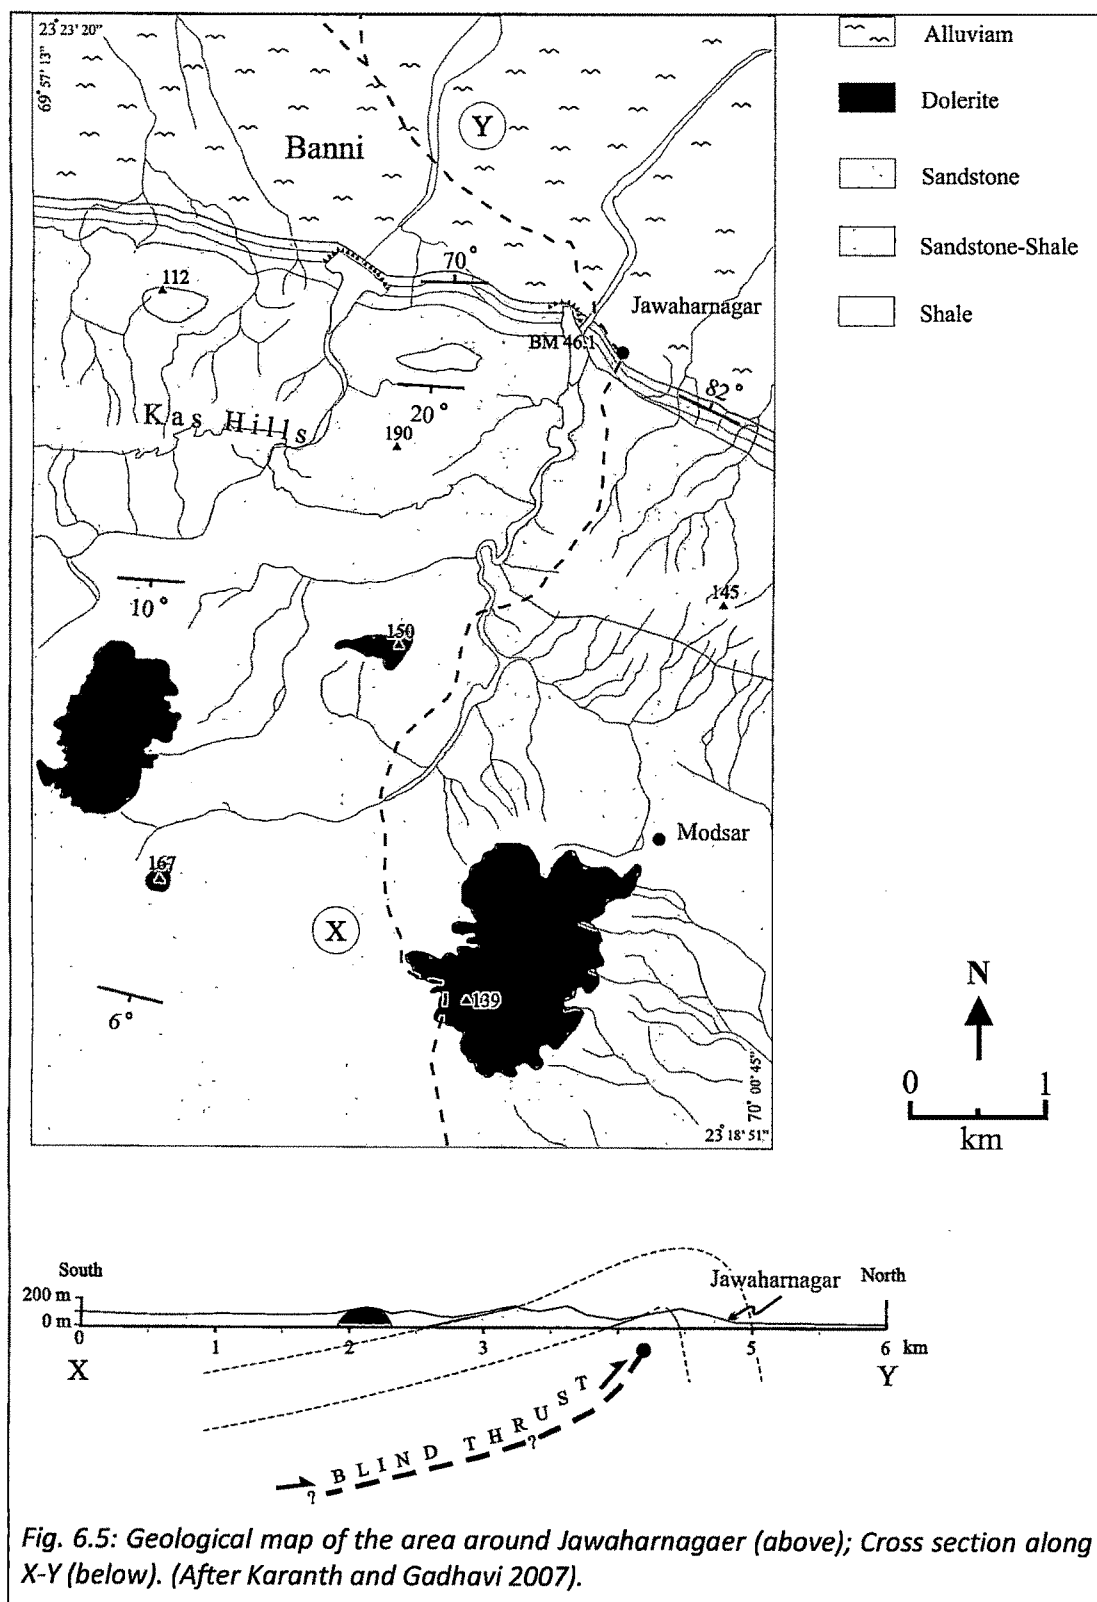 23° 23' 20"
69° 57' 13"
Banni
Y
Alluviam
Dolerite
Sandstone
Sandstone-Shale
Shale
112
70°
Jawaharnagar
BM 46.1
82°
Kas Hills
20°
190
10°
145
150
Modsar
167
X
139
6°
70° 00' 45"
23° 18' 51"
N
0 1
km
South
Jawaharnagar
North
200 m
0 m
0 1 2 3 4 5 6 km
X
Y
? BLIND THRUST ?
Fig. 6.5: Geological map of the area around Jawaharnagaer (above); Cross section along
X-Y (below). (After Karanth and Gadhavi 2007).